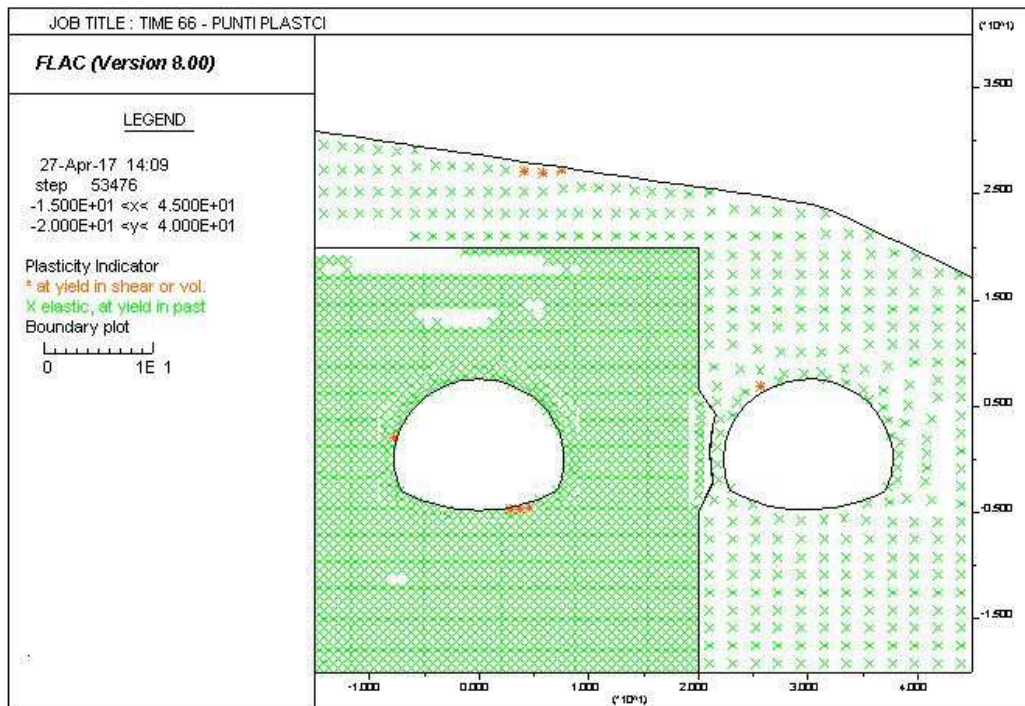 JOB TITLE : TIME 66 - PUNTI PLASTCI
(*10^1)
FLAC (Version 8.00)
LEGEND
27-Apr-17 14:09
step 53476
-1.500E+01 <x< 4.500E+01
-2.000E+01 <y< 4.000E+01
Plasticity Indicator
* at yield in shear or vol.
X elastic, at yield in past
Boundary plot
0 1E 1
3.500
2.500
1.500
0.500
-0.500
-1.500
-1.000 0.000 1.000 2.000 3.000 4.000
(*10^1)